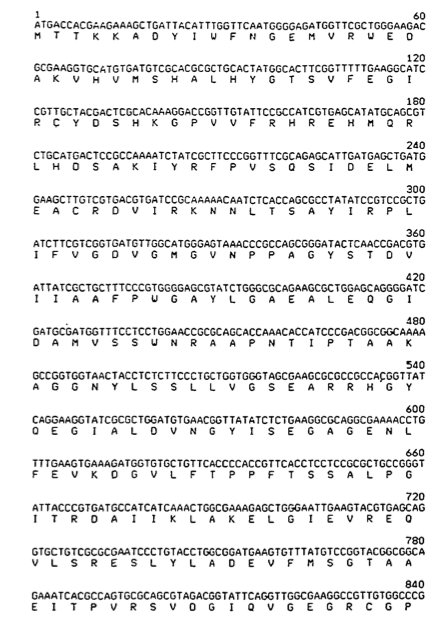 1 60
ATGACCACGAAGAAAGCTGATTACATTTGGTTCAATGGGGAGATGGTTCGCTGGGAAGAC
M T T K K A D Y I W F N G E M V R W E D
120
GCGAAGGTGCATGTGATGTCGCACGCGCTGCACTATGGCACTTCGGTTTTTGAAGGCATC
A K V H V M S H A L H Y G T S V F E G I
180
CGTTGCTACGACTCGCACAAAGGACCGGTTGTATTCCGCCATCGTGAGCATATGCAGCGT
R C Y D S H K G P V V F R H R E H M Q R
240
CTGCATGACTCCGCCAAAATCTATCGCTTCCCGGTTTCGCAGAGCATTGATGAGCTGATG
L H D S A K I Y R F P V S Q S I D E L M
300
GAAGCTTGTCGTGACGTGATCCGCAAAAACAATCTCACCAGCGCCTATATCCGTCCGCTG
E A C R D V I R K N N L T S A Y I R P L
360
ATCTTCGTCGGTGATGTTGGCATGGGAGTAAACCCGCCAGCGGGATACTCAACCGACGTG
I F V G D V G M G V N P P A G Y S T D V
420
ATTATCGCTGCTTTCCCGTGGGGAGCGTATCTGGGCGCAGAAGCGCTGGAGCAGGGGATC
I I A A F P W G A Y L G A E A L E Q G I
480
GATGCGATGGTTTCCTCCTGGAACCGCGCAGCACCAAACACCATCCCGACGGCGGCAAAA
D A M V S S W N R A A P N T I P T A A K
540
GCCGGTGGTAACTACCTCTCTTCCCTGCTGGTGGGTAGCGAAGCGCGCCGCCACGGTTAT
A G G N Y L S S L L V G S E A R R H G Y
600
CAGGAAGGTATCGCGCTGGATGTGAACGGTTATATCTCTGAAGGCGCAGGCGAAAACCTG
Q E G I A L D V N G Y I S E G A G E N L
660
TTTGAAGTGAAAGATGGTGTGCTGTTCACCCCACCGTTCACCTCCTCCGCGCTGCCGGGT
F E V K D G V L F T P P F T S S A L P G
720
ATTACCCGTGATGCCATCATCAAACTGGCGAAAGAGCTGGGAATTGAAGTACGTGAGCAG
I T R D A I I K L A K E L G I E V R E Q
780
GTGCTGTCGCGCGAATCCCTGTACCTGGCGGATGAAGTGTTTATGTCCGGTACGGCGGCA
V L S R E S L Y L A D E V F M S G T A A
840
GAAATCACGCCAGTGCGCAGCGTAGACGGTATTCAGGTTGGCGAAGGCCGTTGTGGCCCG
E I T P V R S V D G I Q V G E G R C G P